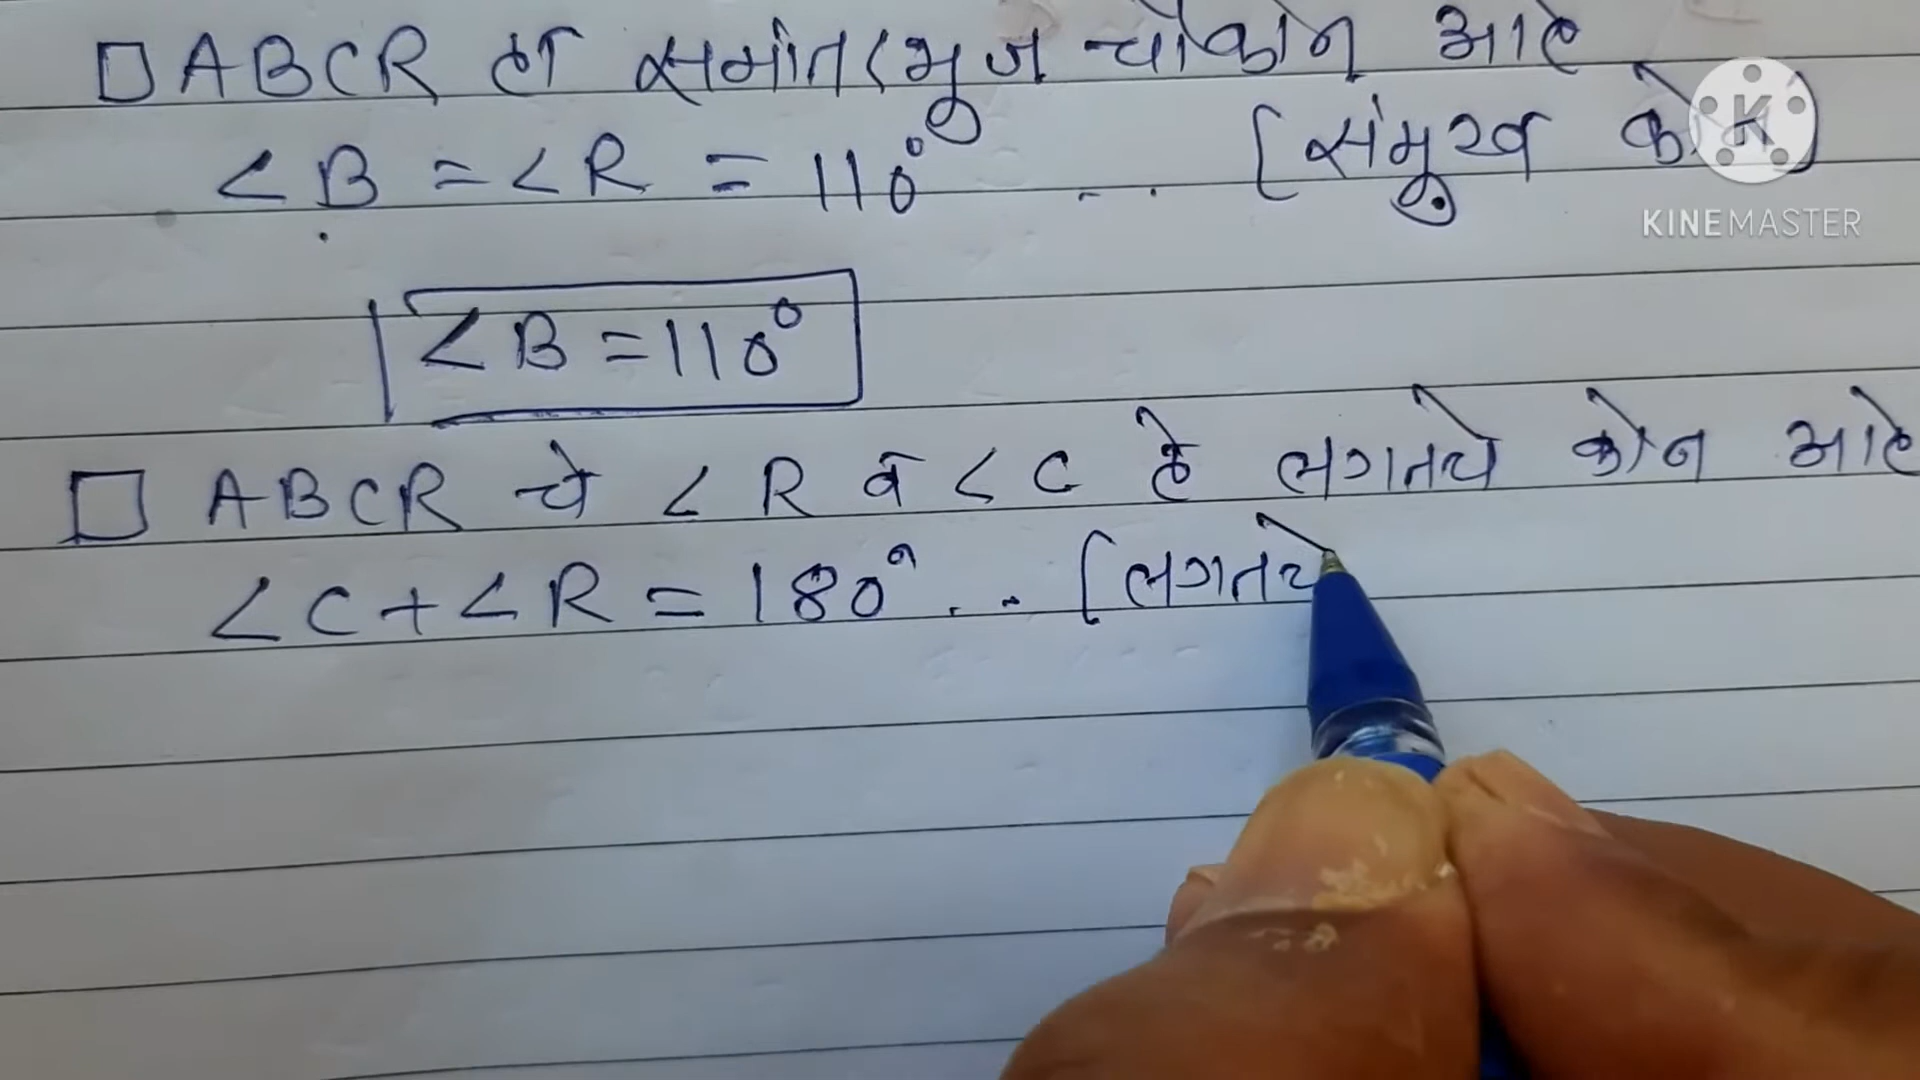 □ ABCR हा समांतरभुज चौकोन आहे
∠B = ∠R = 110° .. [संमुख कोन]
K
KINEMASTER
∠B = 110°
□ ABCR चे ∠R व ∠C हे लगतचे कोन आहे
∠C + ∠R = 180° .. [लगतचे